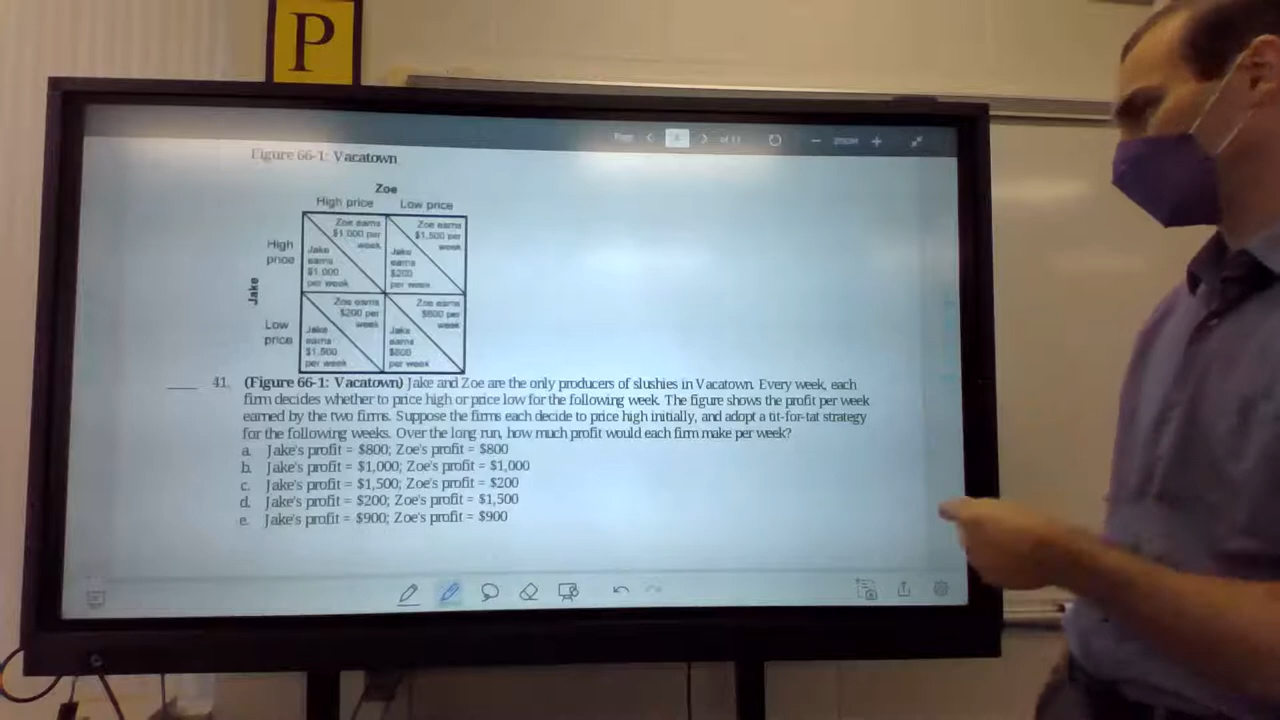 P
Page
of 11
ZOOM
Figure 66-1: Vacatown
Zoe
High price Low price
Jake
High
price
Zoe earns
$1,000 per
week
Jake
earns
$1,000
per week
Zoe earns
$1,500 per
week
Jake
earns
$200
per week
Low
price
Zoe earns
$200 per
week
Jake
earns
$1,500
per week
Zoe earns
$800 per
week
Jake
earns
$800
per week
41. (Figure 66-1: Vacatown) Jake and Zoe are the only producers of slushies in Vacatown. Every week, each
firm decides whether to price high or price low for the following week. The figure shows the profit per week
earned by the two firms. Suppose the firms each decide to price high initially, and adopt a tit-for-tat strategy
for the following weeks. Over the long run, how much profit would each firm make per week?
a. Jake's profit = $800; Zoe's profit = $800
b. Jake's profit = $1,000; Zoe's profit = $1,000
c. Jake's profit = $1,500; Zoe's profit = $200
d. Jake's profit = $200; Zoe's profit = $1,500
e. Jake's profit = $900; Zoe's profit = $900